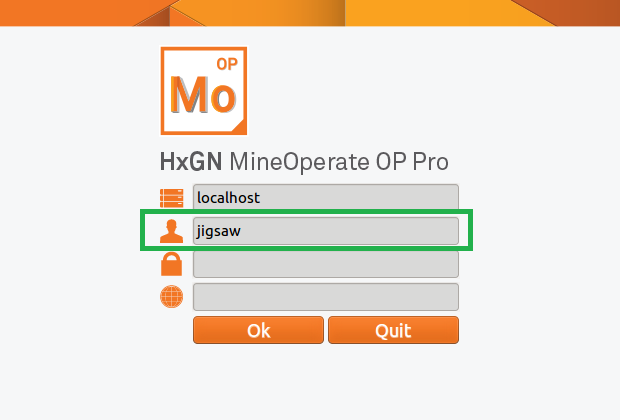 OP
Mo
HxGN MineOperate OP Pro
localhost
jigsaw
Ok Quit